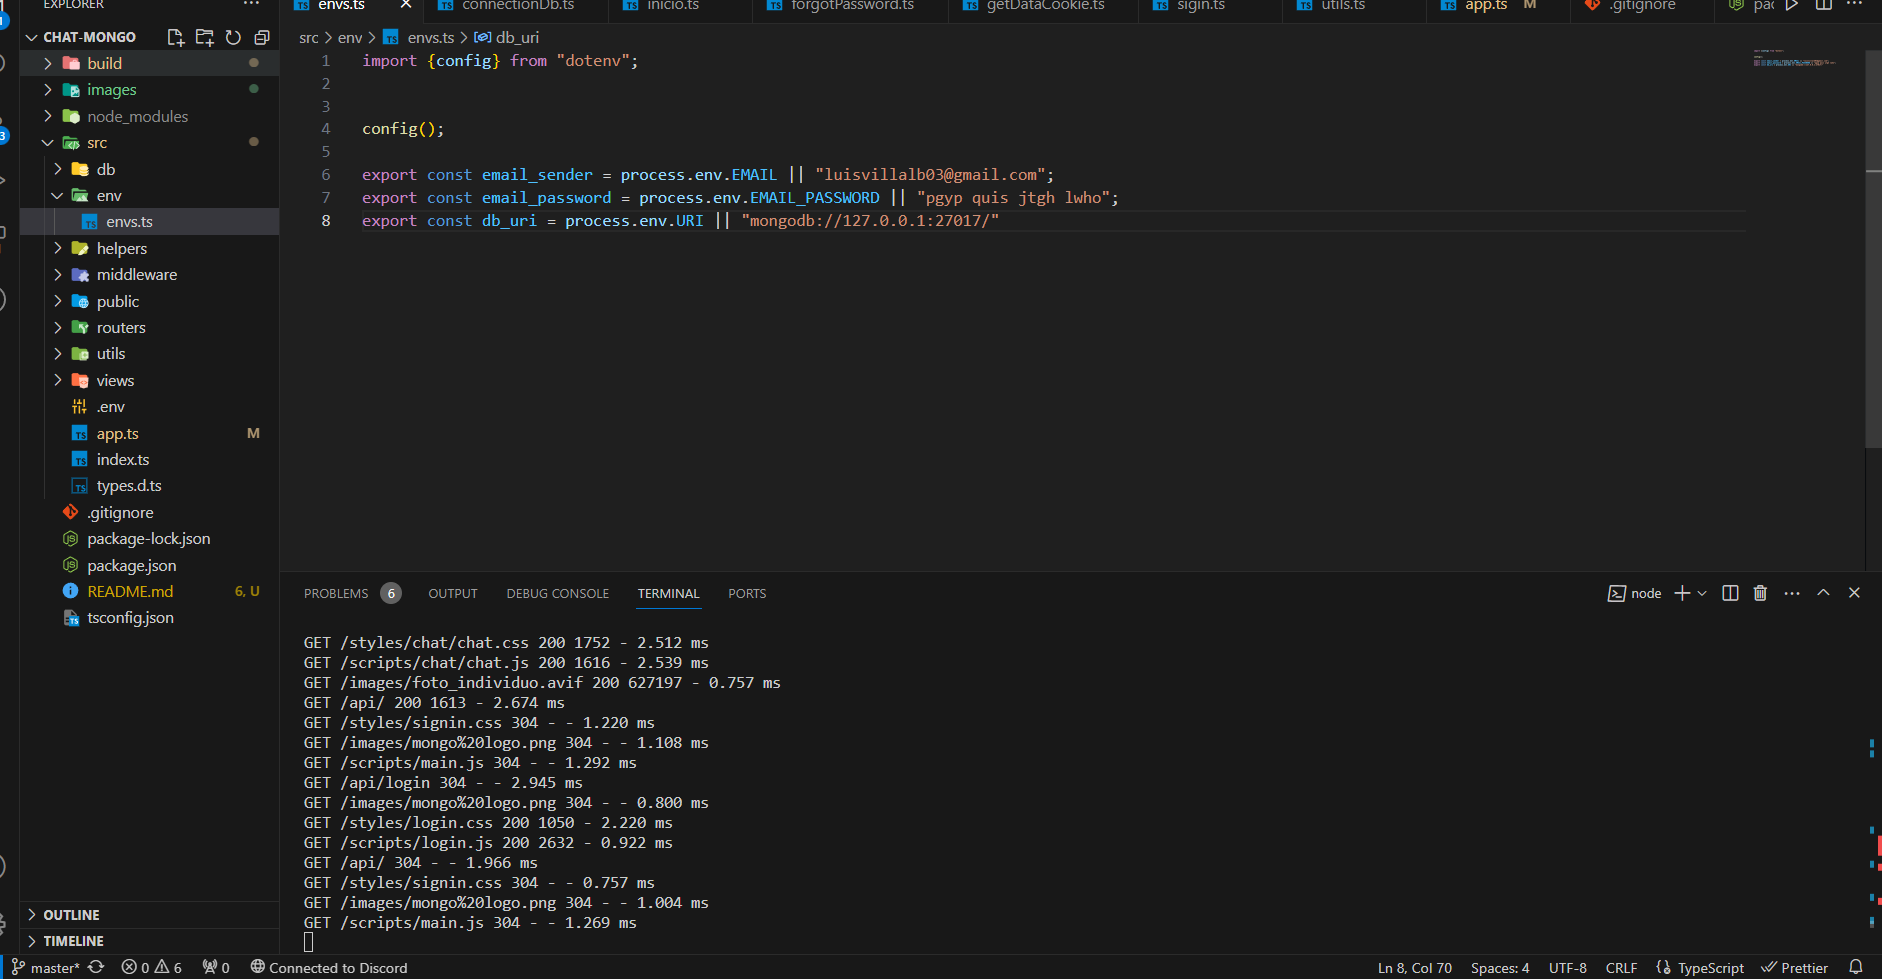 EXPLORER ...
CHAT-MONGO
build
images
node_modules
src
db
env
envs.ts
helpers
middleware
public
routers
utils
views
.env
app.ts M
index.ts
types.d.ts
.gitignore
package-lock.json
package.json
README.md 6, U
tsconfig.json
OUTLINE
TIMELINE
envs.ts connectionDb.ts inicio.ts forgotPassword.ts getDataCookie.ts sigin.ts utils.ts app.ts M .gitignore pac
src > env > envs.ts > db_uri
1 import {config} from "dotenv";
2
3
4 config();
5
6 export const email_sender = process.env.EMAIL || "luisvillalb03@gmail.com";
7 export const email_password = process.env.EMAIL_PASSWORD || "pgyp quis jtgh lwho";
8 export const db_uri = process.env.URI || "mongodb://127.0.0.1:27017/"
PROBLEMS 6 OUTPUT DEBUG CONSOLE TERMINAL PORTS node
GET /styles/chat/chat.css 200 1752 - 2.512 ms
GET /scripts/chat/chat.js 200 1616 - 2.539 ms
GET /images/foto_individuo.avif 200 627197 - 0.757 ms
GET /api/ 200 1613 - 2.674 ms
GET /styles/signin.css 304 - - 1.220 ms
GET /images/mongo%20logo.png 304 - - 1.108 ms
GET /scripts/main.js 304 - - 1.292 ms
GET /api/login 304 - - 2.945 ms
GET /images/mongo%20logo.png 304 - - 0.800 ms
GET /styles/login.css 200 1050 - 2.220 ms
GET /scripts/login.js 200 2632 - 0.922 ms
GET /api/ 304 - - 1.966 ms
GET /styles/signin.css 304 - - 0.757 ms
GET /images/mongo%20logo.png 304 - - 1.004 ms
GET /scripts/main.js 304 - - 1.269 ms
master* 0 6 0 Connected to Discord Ln 8, Col 70 Spaces: 4 UTF-8 CRLF TypeScript Prettier